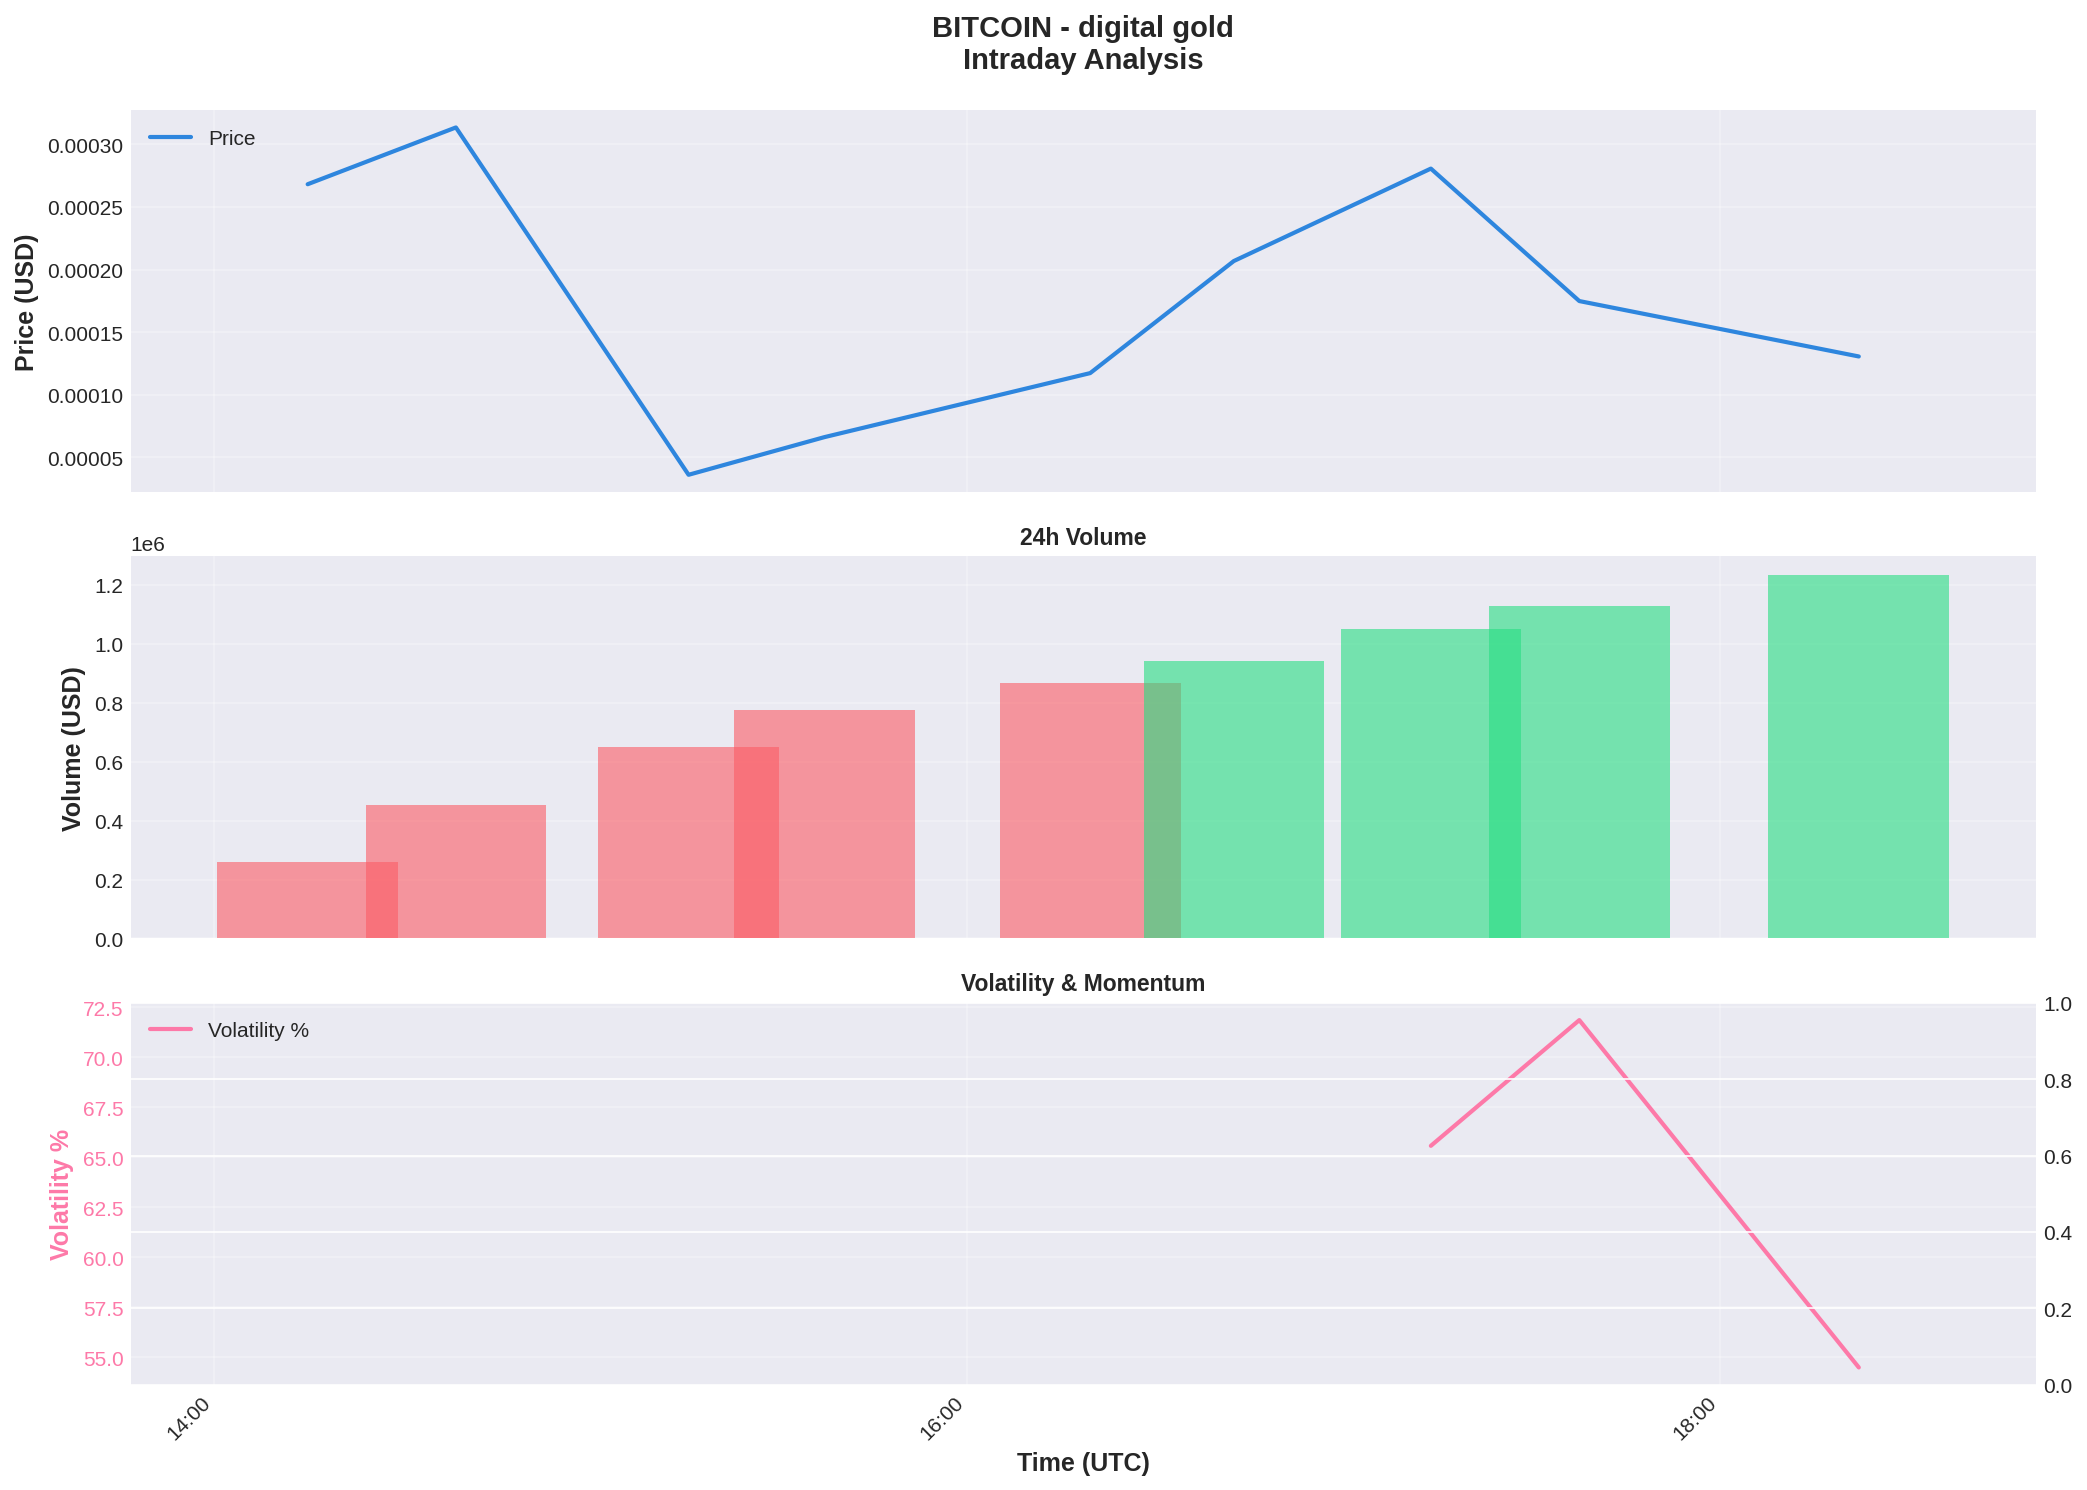 BITCOIN - digital gold
Intraday Analysis
Price
Price (USD)
0.00030
0.00025
0.00020
0.00015
0.00010
0.00005
24h Volume
1e6
Volume (USD)
1.2
1.0
0.8
0.6
0.4
0.2
0.0
Volatility & Momentum
Volatility %
Volatility %
72.5
70.0
67.5
65.0
62.5
60.0
57.5
55.0
1.0
0.8
0.6
0.4
0.2
0.0
14:00
16:00
18:00
Time (UTC)